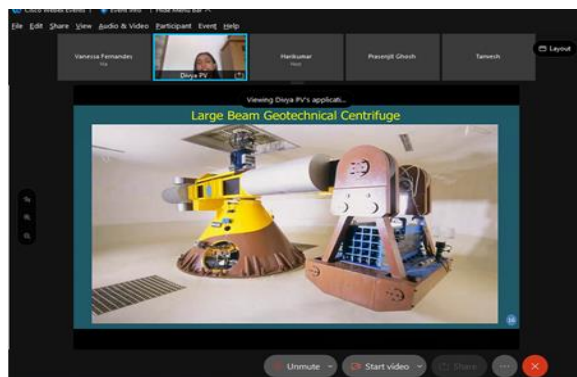 Cisco Webex Events
Event Info
Hide Menu Bar
File Edit Share View Audio & Video Participant Event Help
Vanessa Fernandes
Divya PV
Harikumar
Host
Prasenjit Ghosh
Tanvesh
Layout
Viewing Divya PV's applicati...
Large Beam Geotechnical Centrifuge
Unmute
Start video
Share